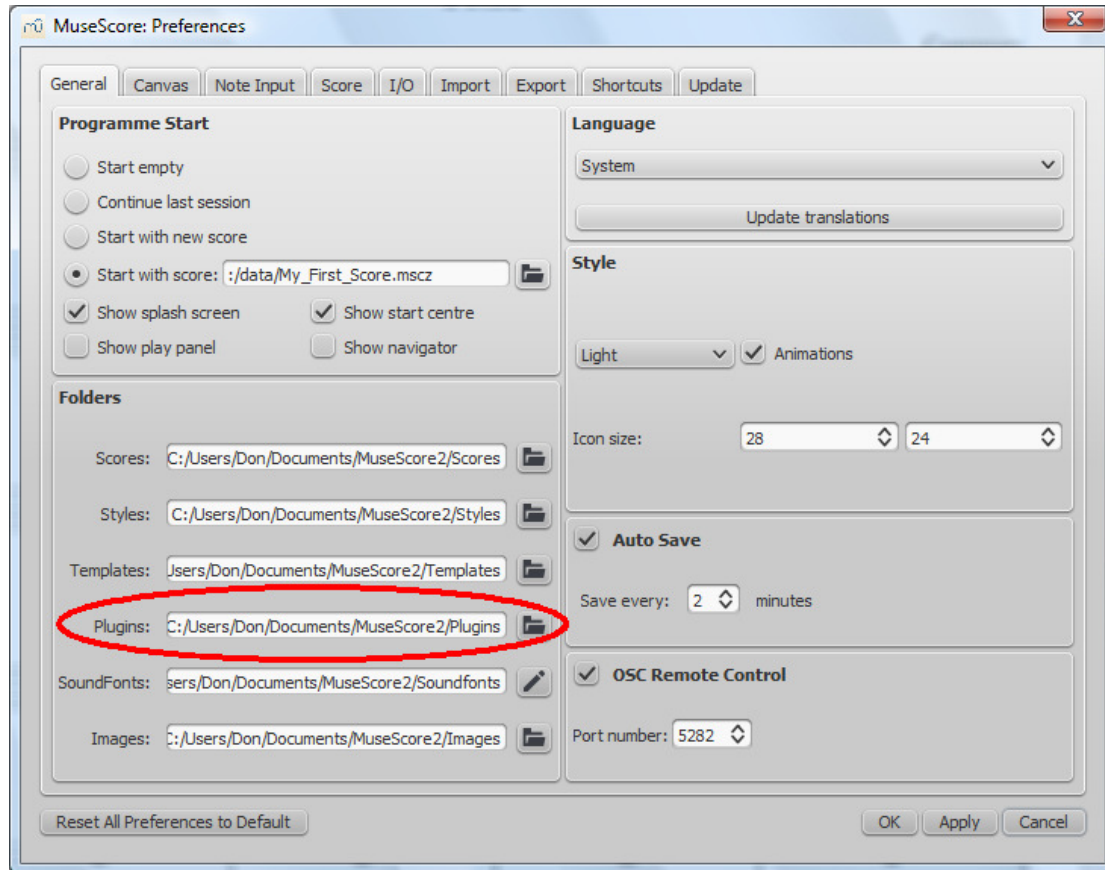 MuseScore: Preferences
General Canvas Note Input Score I/O Import Export Shortcuts Update
Programme Start
Start empty
Continue last session
Start with new score
Start with score: :/data/My_First_Score.mscz
Show splash screen Show start centre
Show play panel Show navigator
Folders
Scores: C:/Users/Don/Documents/MuseScore2/Scores
Styles: C:/Users/Don/Documents/MuseScore2/Styles
Templates: Jsers/Don/Documents/MuseScore2/Templates
Plugins: C:/Users/Don/Documents/MuseScore2/Plugins
SoundFonts: sers/Don/Documents/MuseScore2/Soundfonts
Images: C:/Users/Don/Documents/MuseScore2/Images
Language
System
Update translations
Style
Light Animations
Icon size: 28 24
Auto Save
Save every: 2 minutes
OSC Remote Control
Port number: 5282
Reset All Preferences to Default OK Apply Cancel